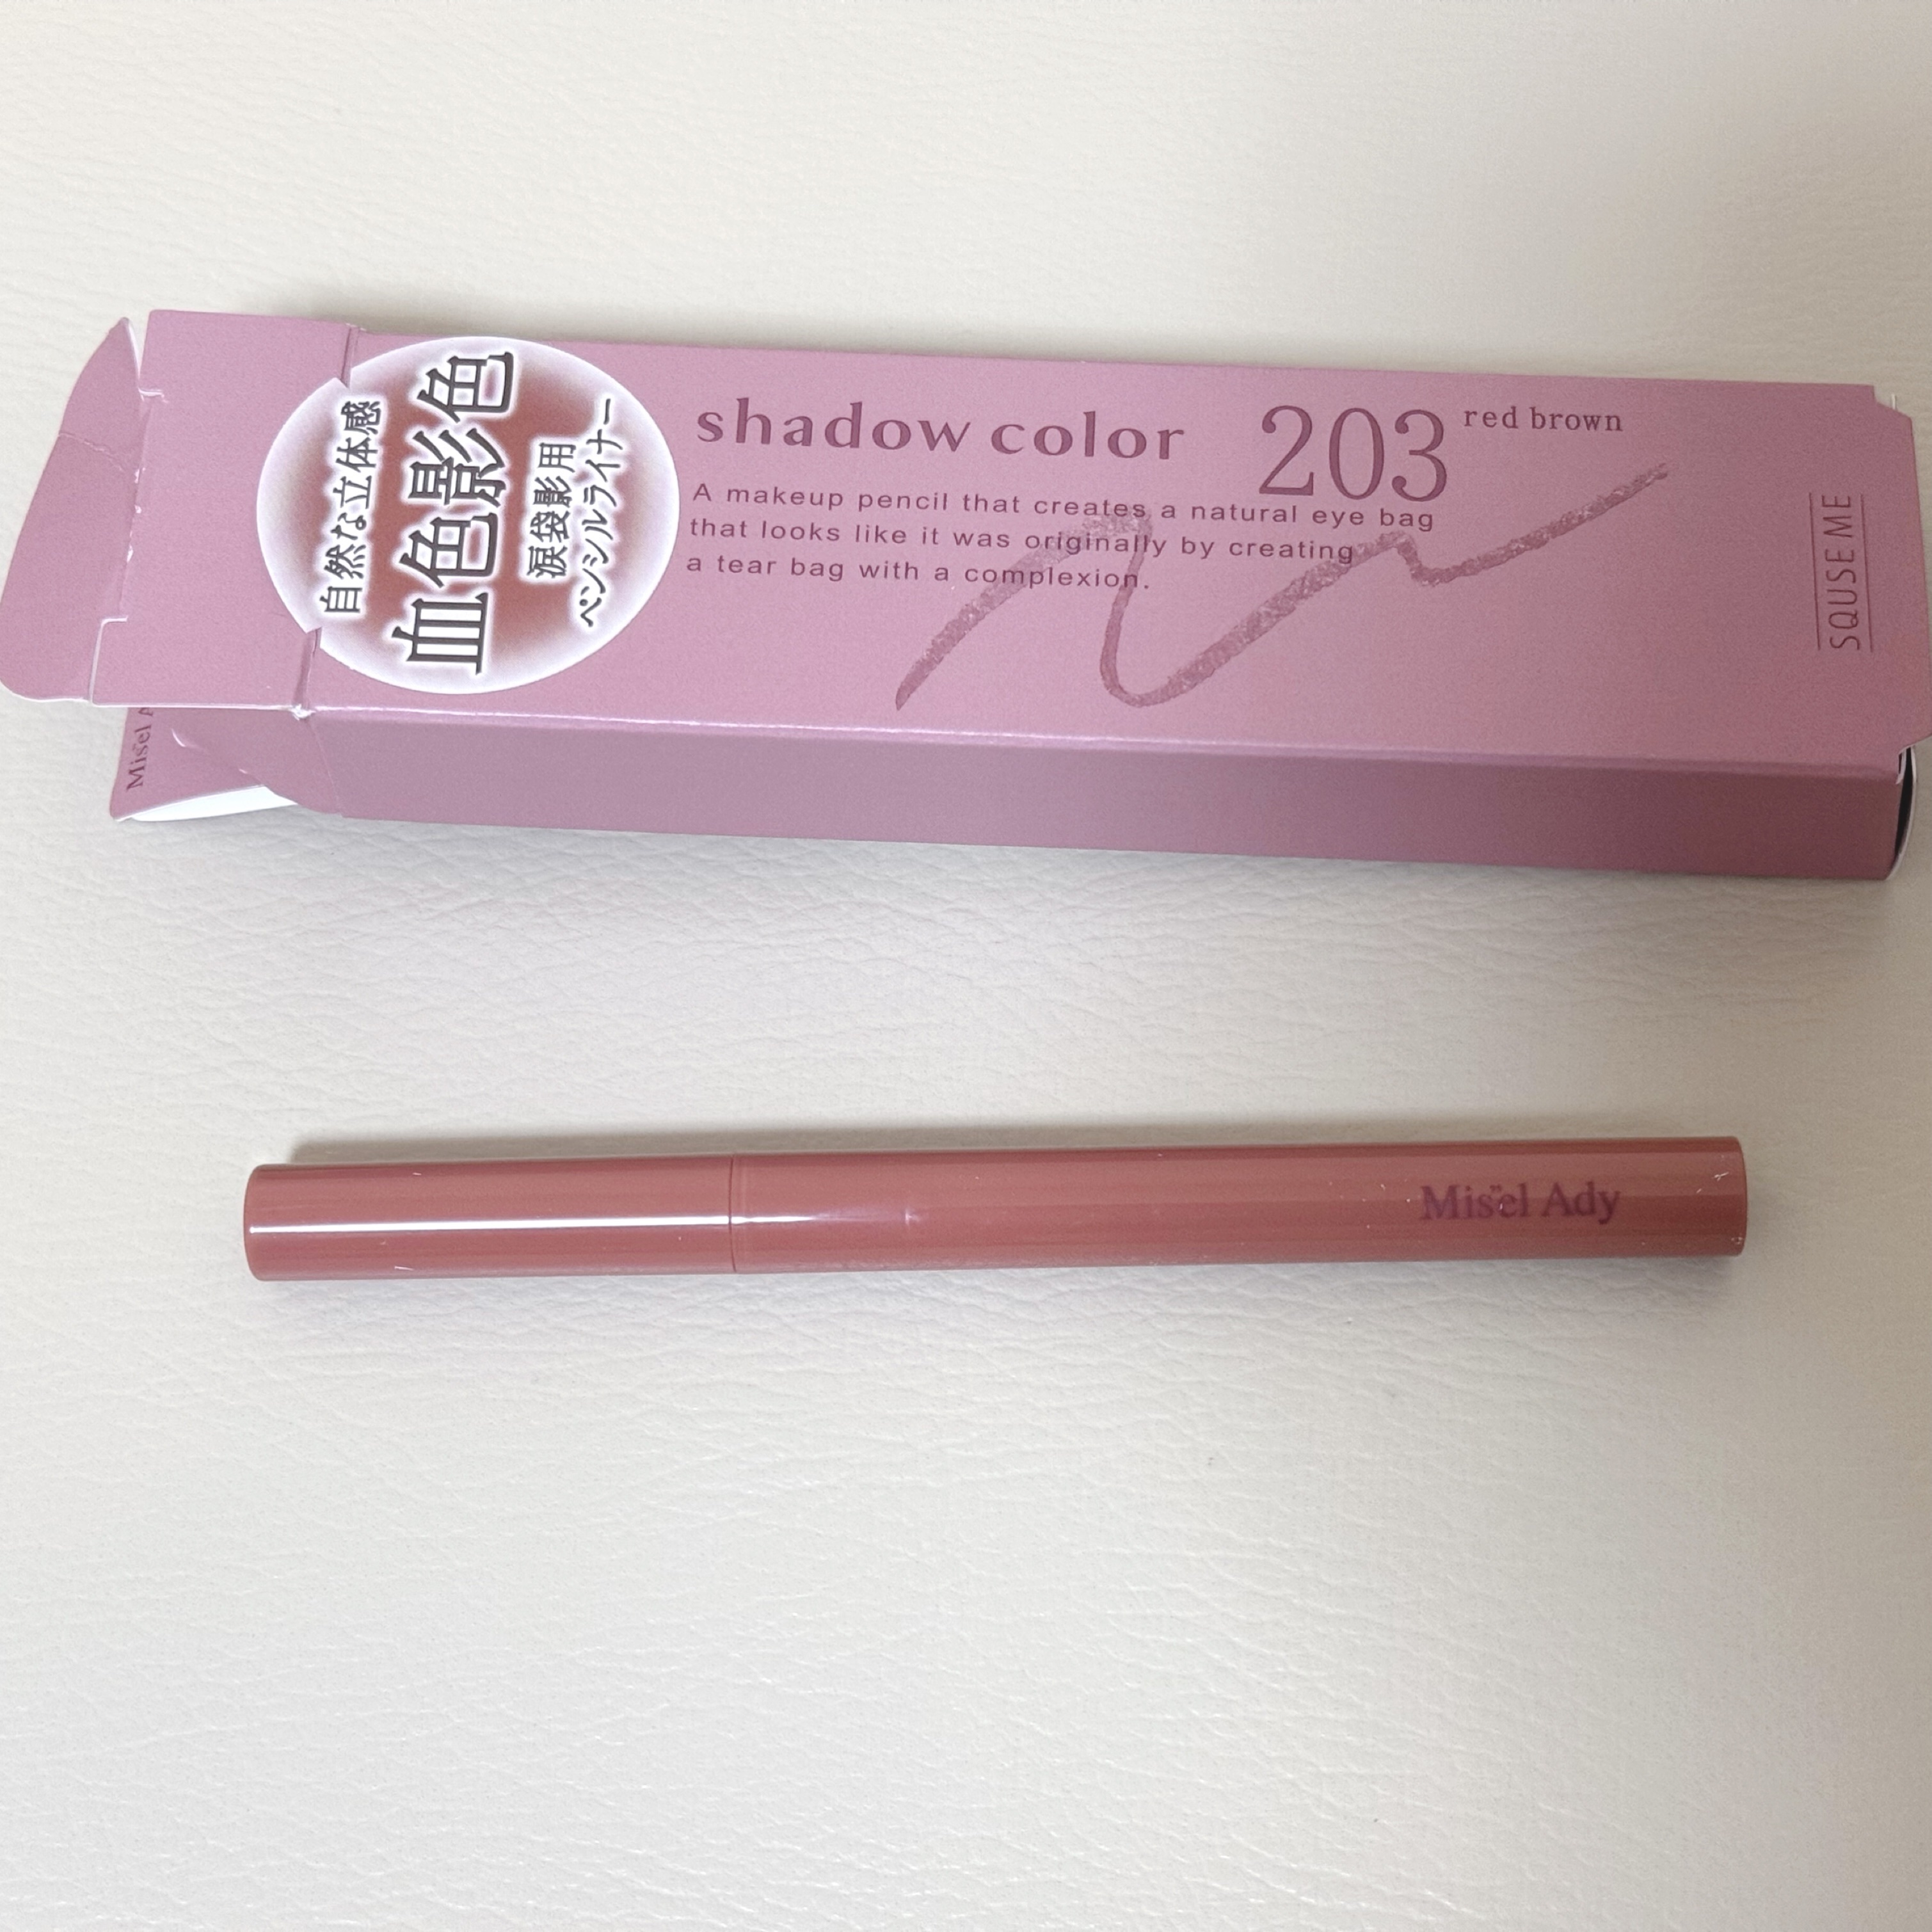 自然な立体感
血色影色
涙袋影用
ペンシルライナー
shadow color
203 red brown
A makeup pencil that creates a natural eye bag
that looks like it was originally by creating
a tear bag with a complexion.
SQUSE ME
Misel A
Misel Ady